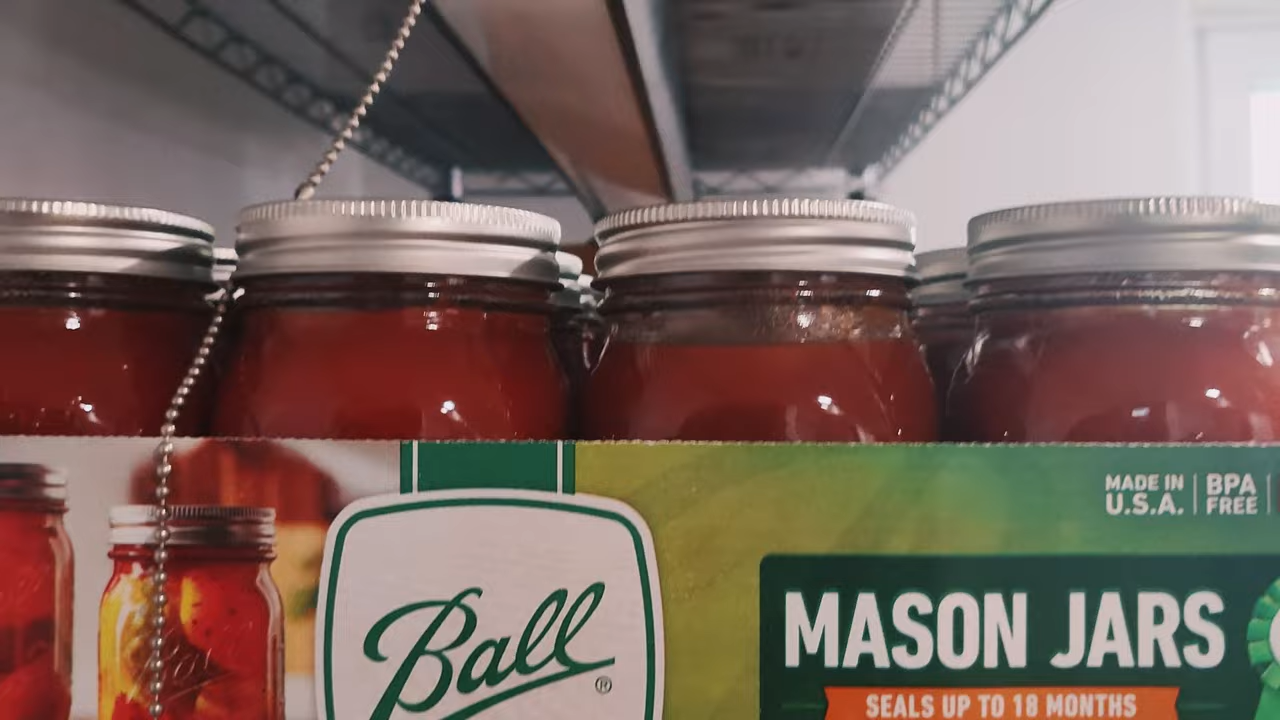 MADE IN
U.S.A.
BPA
FREE
Ball
®
MASON JARS
SEALS UP TO 18 MONTHS